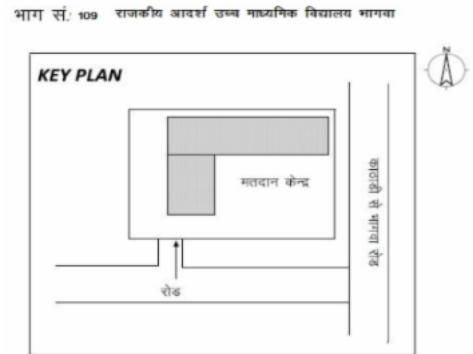 भाग सं.: 109 राजकीय आदर्श उच्च माध्यमिक विद्यालय भागवा
N
KEY PLAN
मतदान केन्द्र
काठाडी से भागवा रोड
रोड